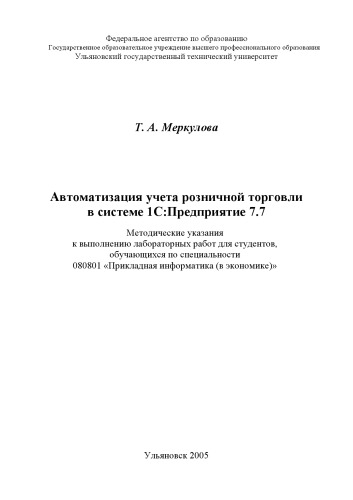 Федеральное агентство по образованию
Государственное образовательное учреждение высшего профессионального образования
Ульяновский государственный технический университет
Т. А. Меркулова
Автоматизация учета розничной торговли
в системе 1С:Предприятие 7.7
Методические указания
к выполнению лабораторных работ для студентов,
обучающихся по специальности
080801 «Прикладная информатика (в экономике)»
Ульяновск 2005